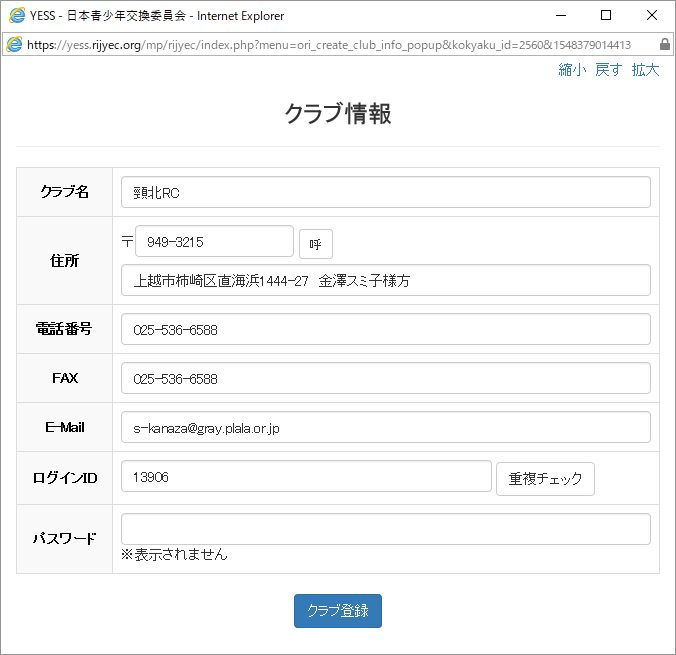 YESS - 日本青少年交換委員会 - Internet Explorer
https://yess.rijyec.org/mp/rijyec/index.php?menu=ori_create_club_info_popup&kokyaku_id=2560&1548379014413
縮小 戻す 拡大
クラブ情報
クラブ名 頸北RC
住所 〒 949-3215 呼
上越市柿崎区直海浜1444-27 金澤スミ子様方
電話番号 025-536-6588
FAX 025-536-6588
E-Mail s-kanaza@gray.plala.or.jp
ログインID 13906 重複チェック
パスワード
※表示されません
クラブ登録